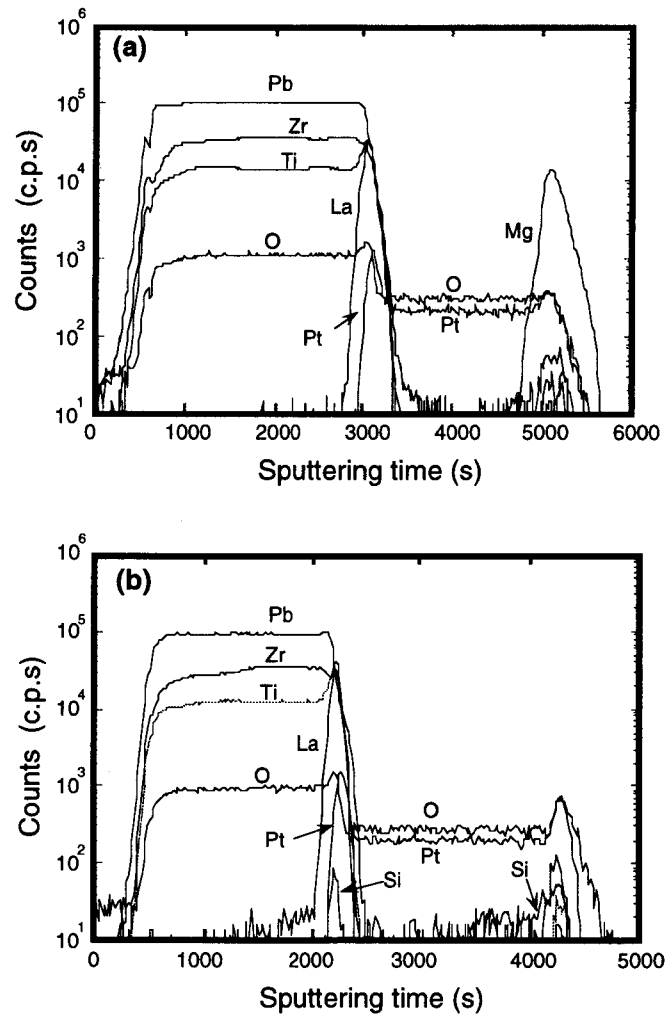 (a)
10^6
10^5
10^4
10^3
10^2
10^1
Counts (c.p.s)
Pb
Zr
Ti
La
O
Pt
Mg
O
Pt
0 1000 2000 3000 4000 5000 6000
Sputtering time (s)
(b)
10^6
10^5
10^4
10^3
10^2
10^1
Counts (c.p.s)
Pb
Zr
Ti
La
O
Pt
Si
O
Pt
Si
0 1000 2000 3000 4000 5000
Sputtering time (s)